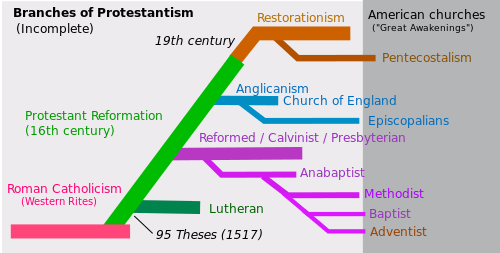 Branches of Protestantism
(Incomplete)
American churches
("Great Awakenings")
Restorationism
19th century
Pentecostalism
Anglicanism
Church of England
Episcopalians
Protestant Reformation
(16th century)
Reformed / Calvinist / Presbyterian
Anabaptist
Roman Catholicism
(Western Rites)
Methodist
Lutheran
Baptist
Adventist
95 Theses (1517)